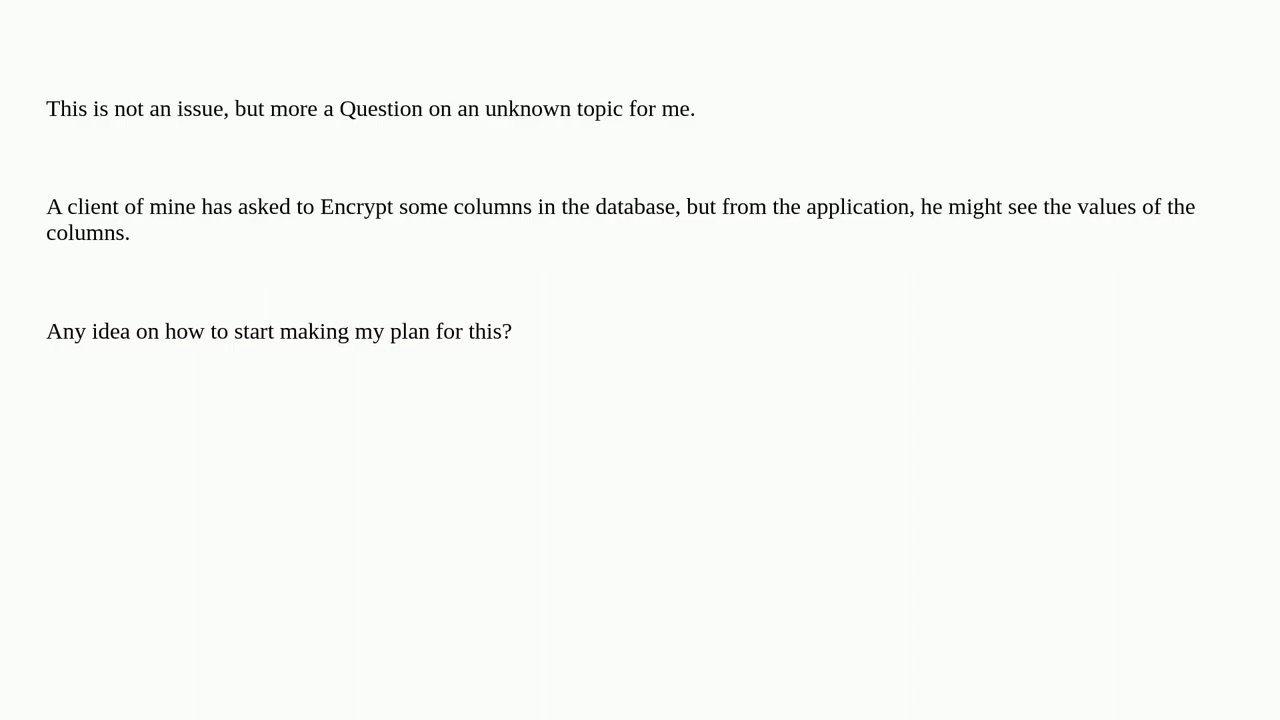 This is not an issue, but more a Question on an unknown topic for me.
A client of mine has asked to Encrypt some columns in the database, but from the application, he might see the values of the
columns.
Any idea on how to start making my plan for this?